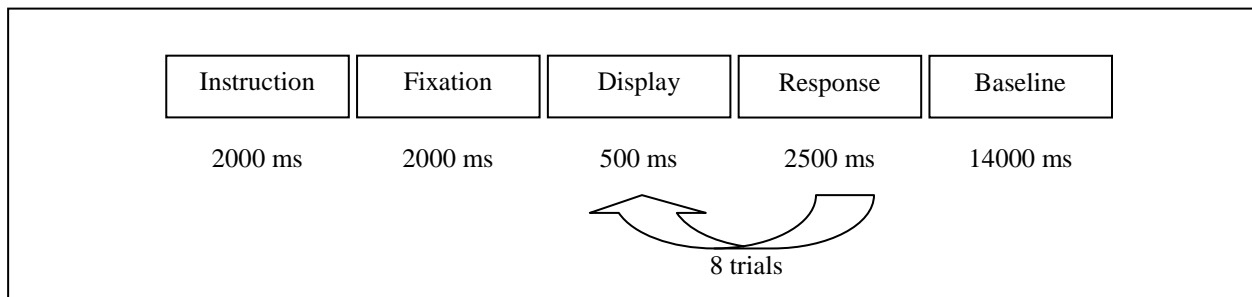 Instruction Fixation Display Response Baseline
2000 ms 2000 ms 500 ms 2500 ms 14000 ms
8 trials